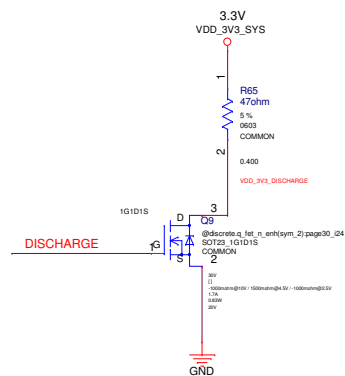 3.3V
VDD_3V3_SYS
1
R65
47ohm
5 %
0603
COMMON
2
0.400
VDD_3V3_DISCHARGE
3
1G1D1S
D
Q9
@discrete.q_fet_n_enh(sym_2):page30_i24
DISCHARGE
1
G
SOT23_1G1D1S
S
COMMON
2
30V
[]
-1000mohm@10V / 1500mohm@4.5V / -1000mohm@2.5V
1.7A
0.83W
20V
GND